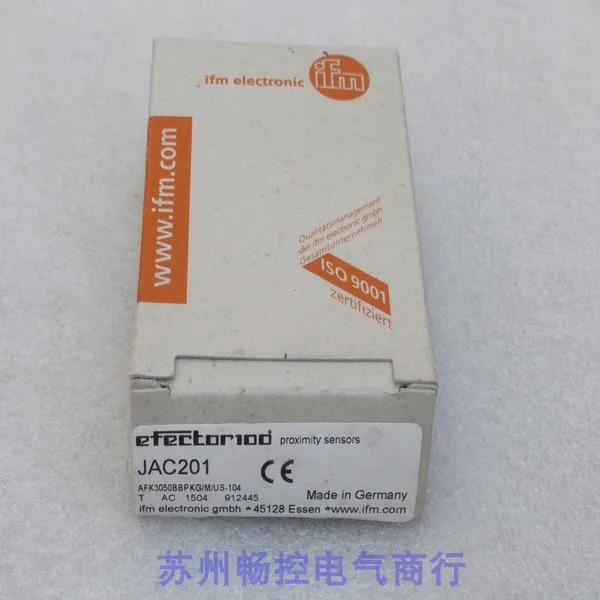 ifm electronic
ifm
www.ifm.com
Qualitätsmanagement
der ifm electronic gmbh
Gesamtunternehmen
ISO 9001
zertifiziert
efector100 proximity sensors
JAC201 CE
AFK3050BBPKG/M/US-104
T AC 1504 912445
Made in Germany
ifm electronic gmbh * 45128 Essen * www.ifm.com
苏州畅控电气商行